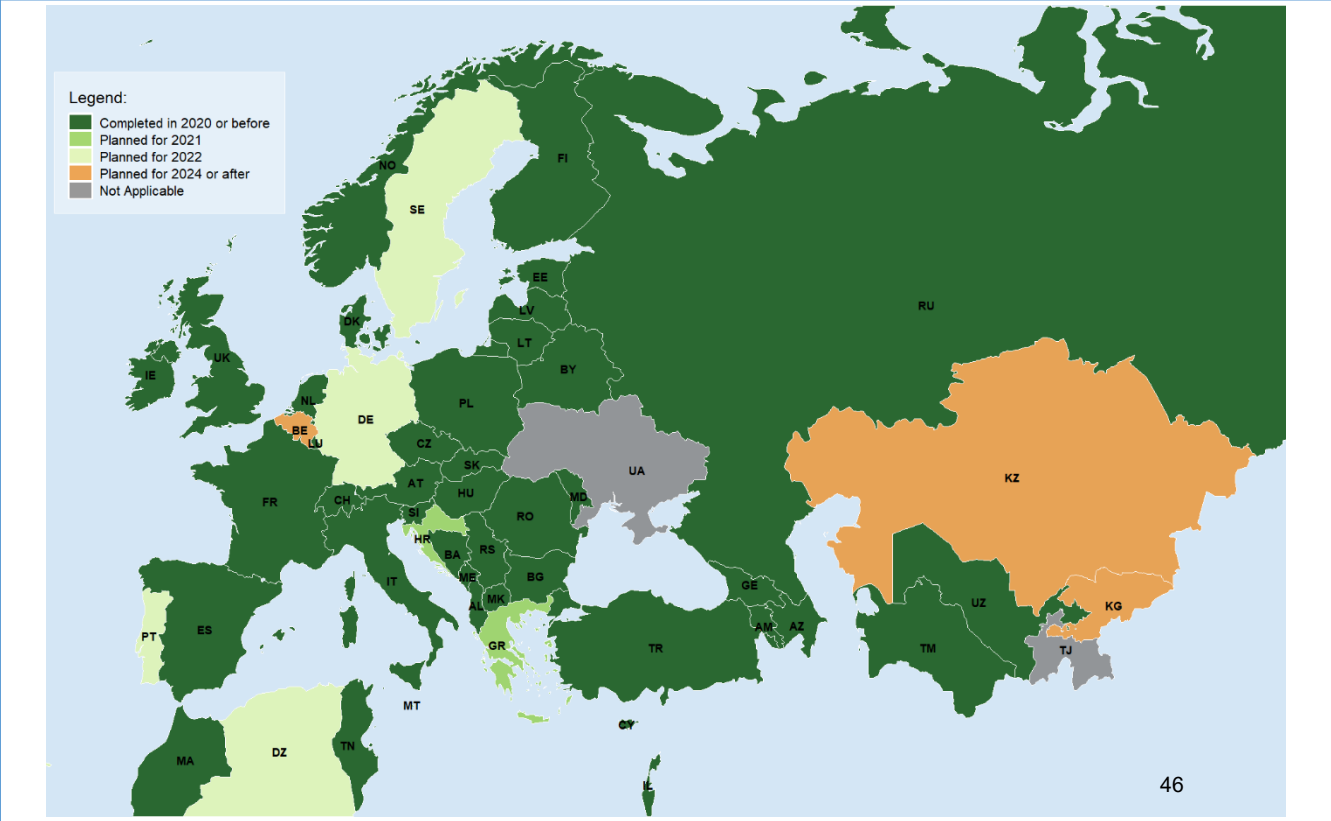 Legend:
Completed in 2020 or before
Planned for 2021
Planned for 2022
Planned for 2024 or after
Not Applicable
NO
FI
SE
EE
RU
LV
DK
LT
UK
BY
IE
NL
PL
DE
BE
LU
CZ
UA
SK
KZ
AT
HU
CH
MD
FR
SI
RO
HR
RS
BA
BG
ME
IT
GE
MK
UZ
KG
AL
AM
AZ
ES
PT
GR
TR
TM
TJ
MT
CY
TN
DZ
MA
IL
46